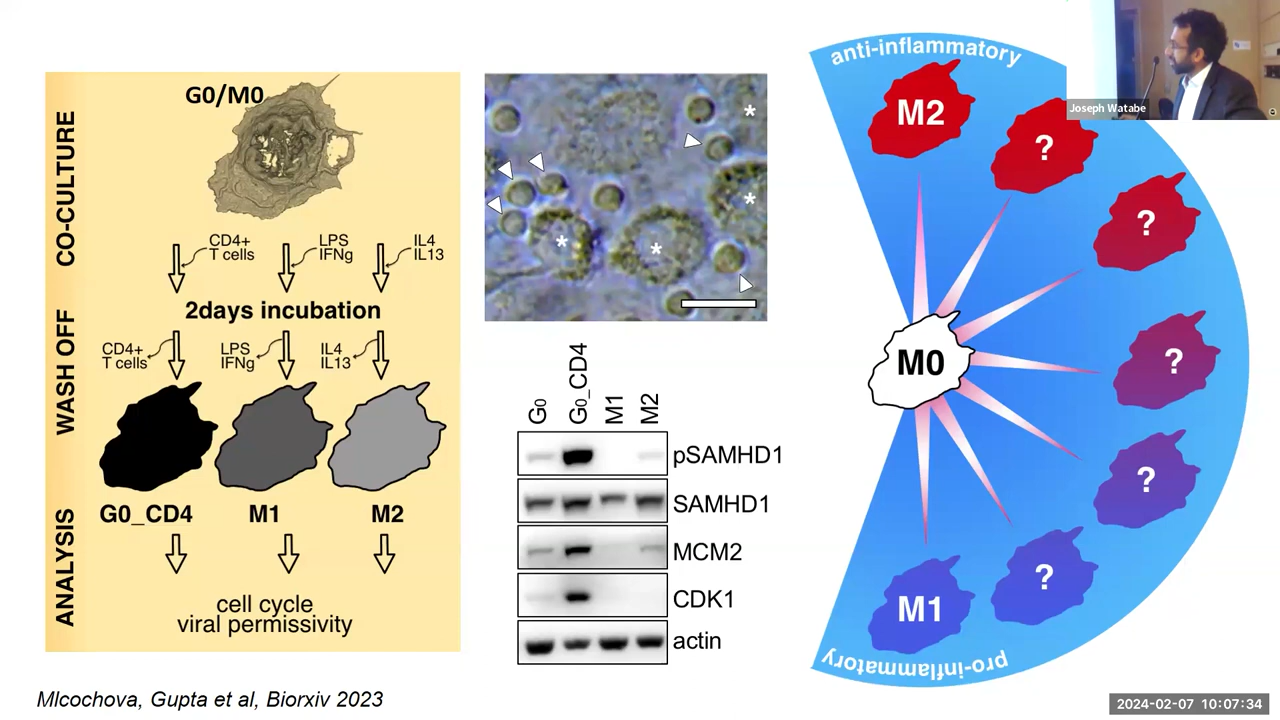 CO-CULTURE
WASH OFF
ANALYSIS
G0/M0
CD4+
T cells
LPS
IFNg
IL4
IL13
2days incubation
CD4+
T cells
LPS
IFNg
IL4
IL13
G0_CD4
M1
M2
cell cycle
viral permissivity
*
*
*
*
G0
G0_CD4
M1
M2
pSAMHD1
SAMHD1
MCM2
CDK1
actin
anti-inflammatory
M2
?
?
?
?
?
M1
M0
pro-inflammatory
Joseph Watabe
Mlcochova, Gupta et al, Biorxiv 2023
2024-02-07 10:07:34